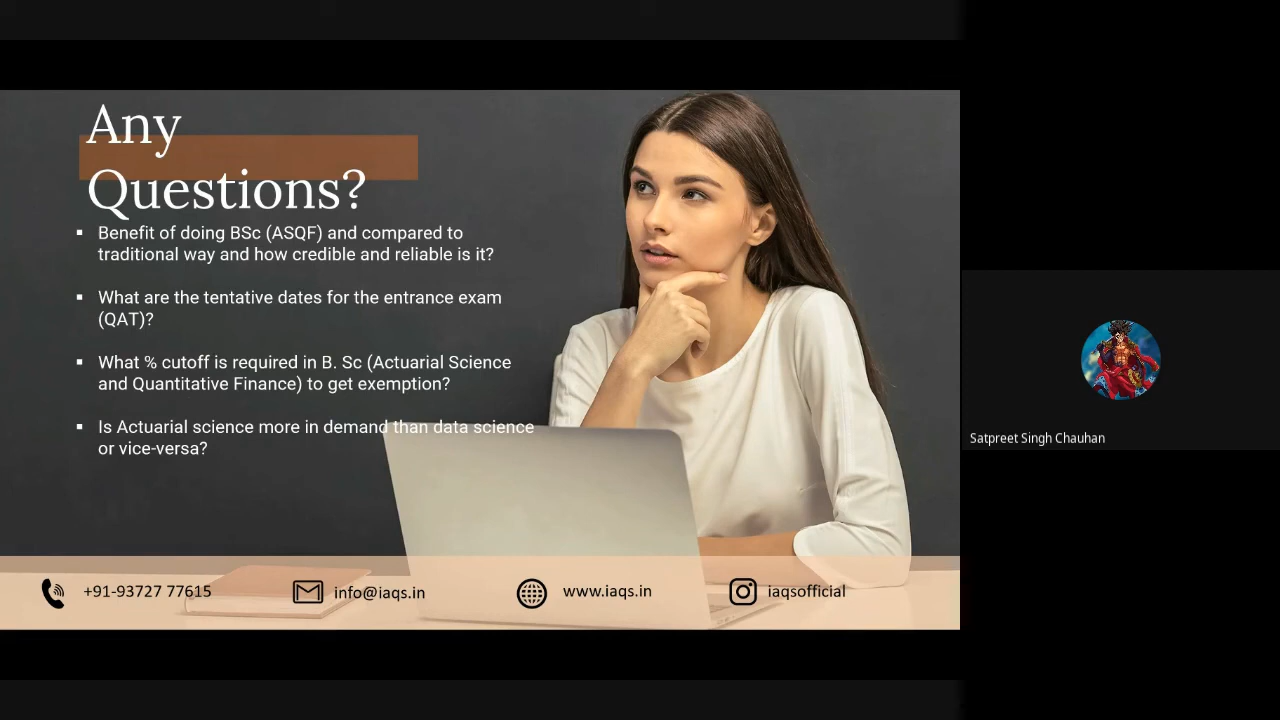 Any
Questions?
▪ Benefit of doing BSc (ASQF) and compared to
traditional way and how credible and reliable is it?
▪ What are the tentative dates for the entrance exam
(QAT)?
▪ What % cutoff is required in B. Sc (Actuarial Science
and Quantitative Finance) to get exemption?
▪ Is Actuarial science more in demand than data science
or vice-versa?
+91-93727 77615
info@iaqs.in
www.iaqs.in
iaqsofficial
Satpreet Singh Chauhan